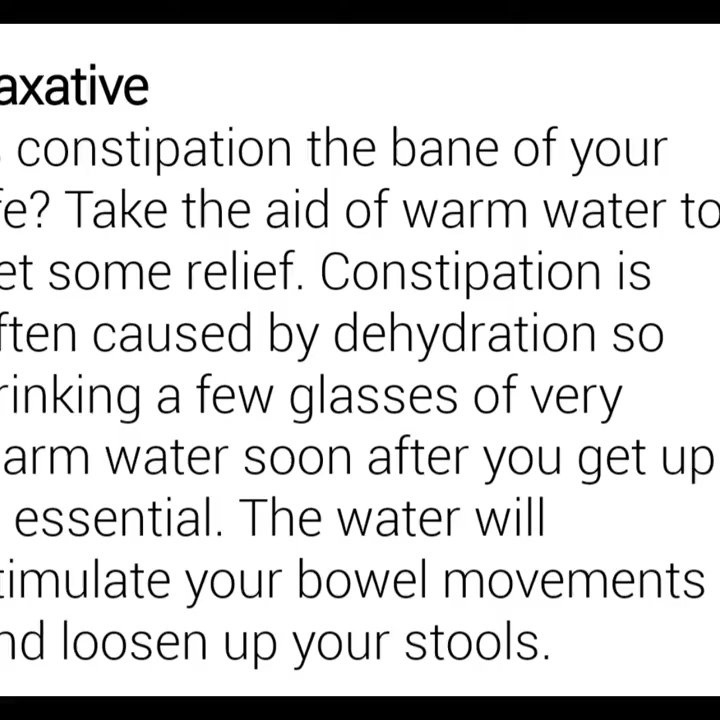 axative
constipation the bane of your
fe? Take the aid of warm water to
et some relief. Constipation is
ften caused by dehydration so
rinking a few glasses of very
arm water soon after you get up
essential. The water will
timulate your bowel movements
nd loosen up your stools.